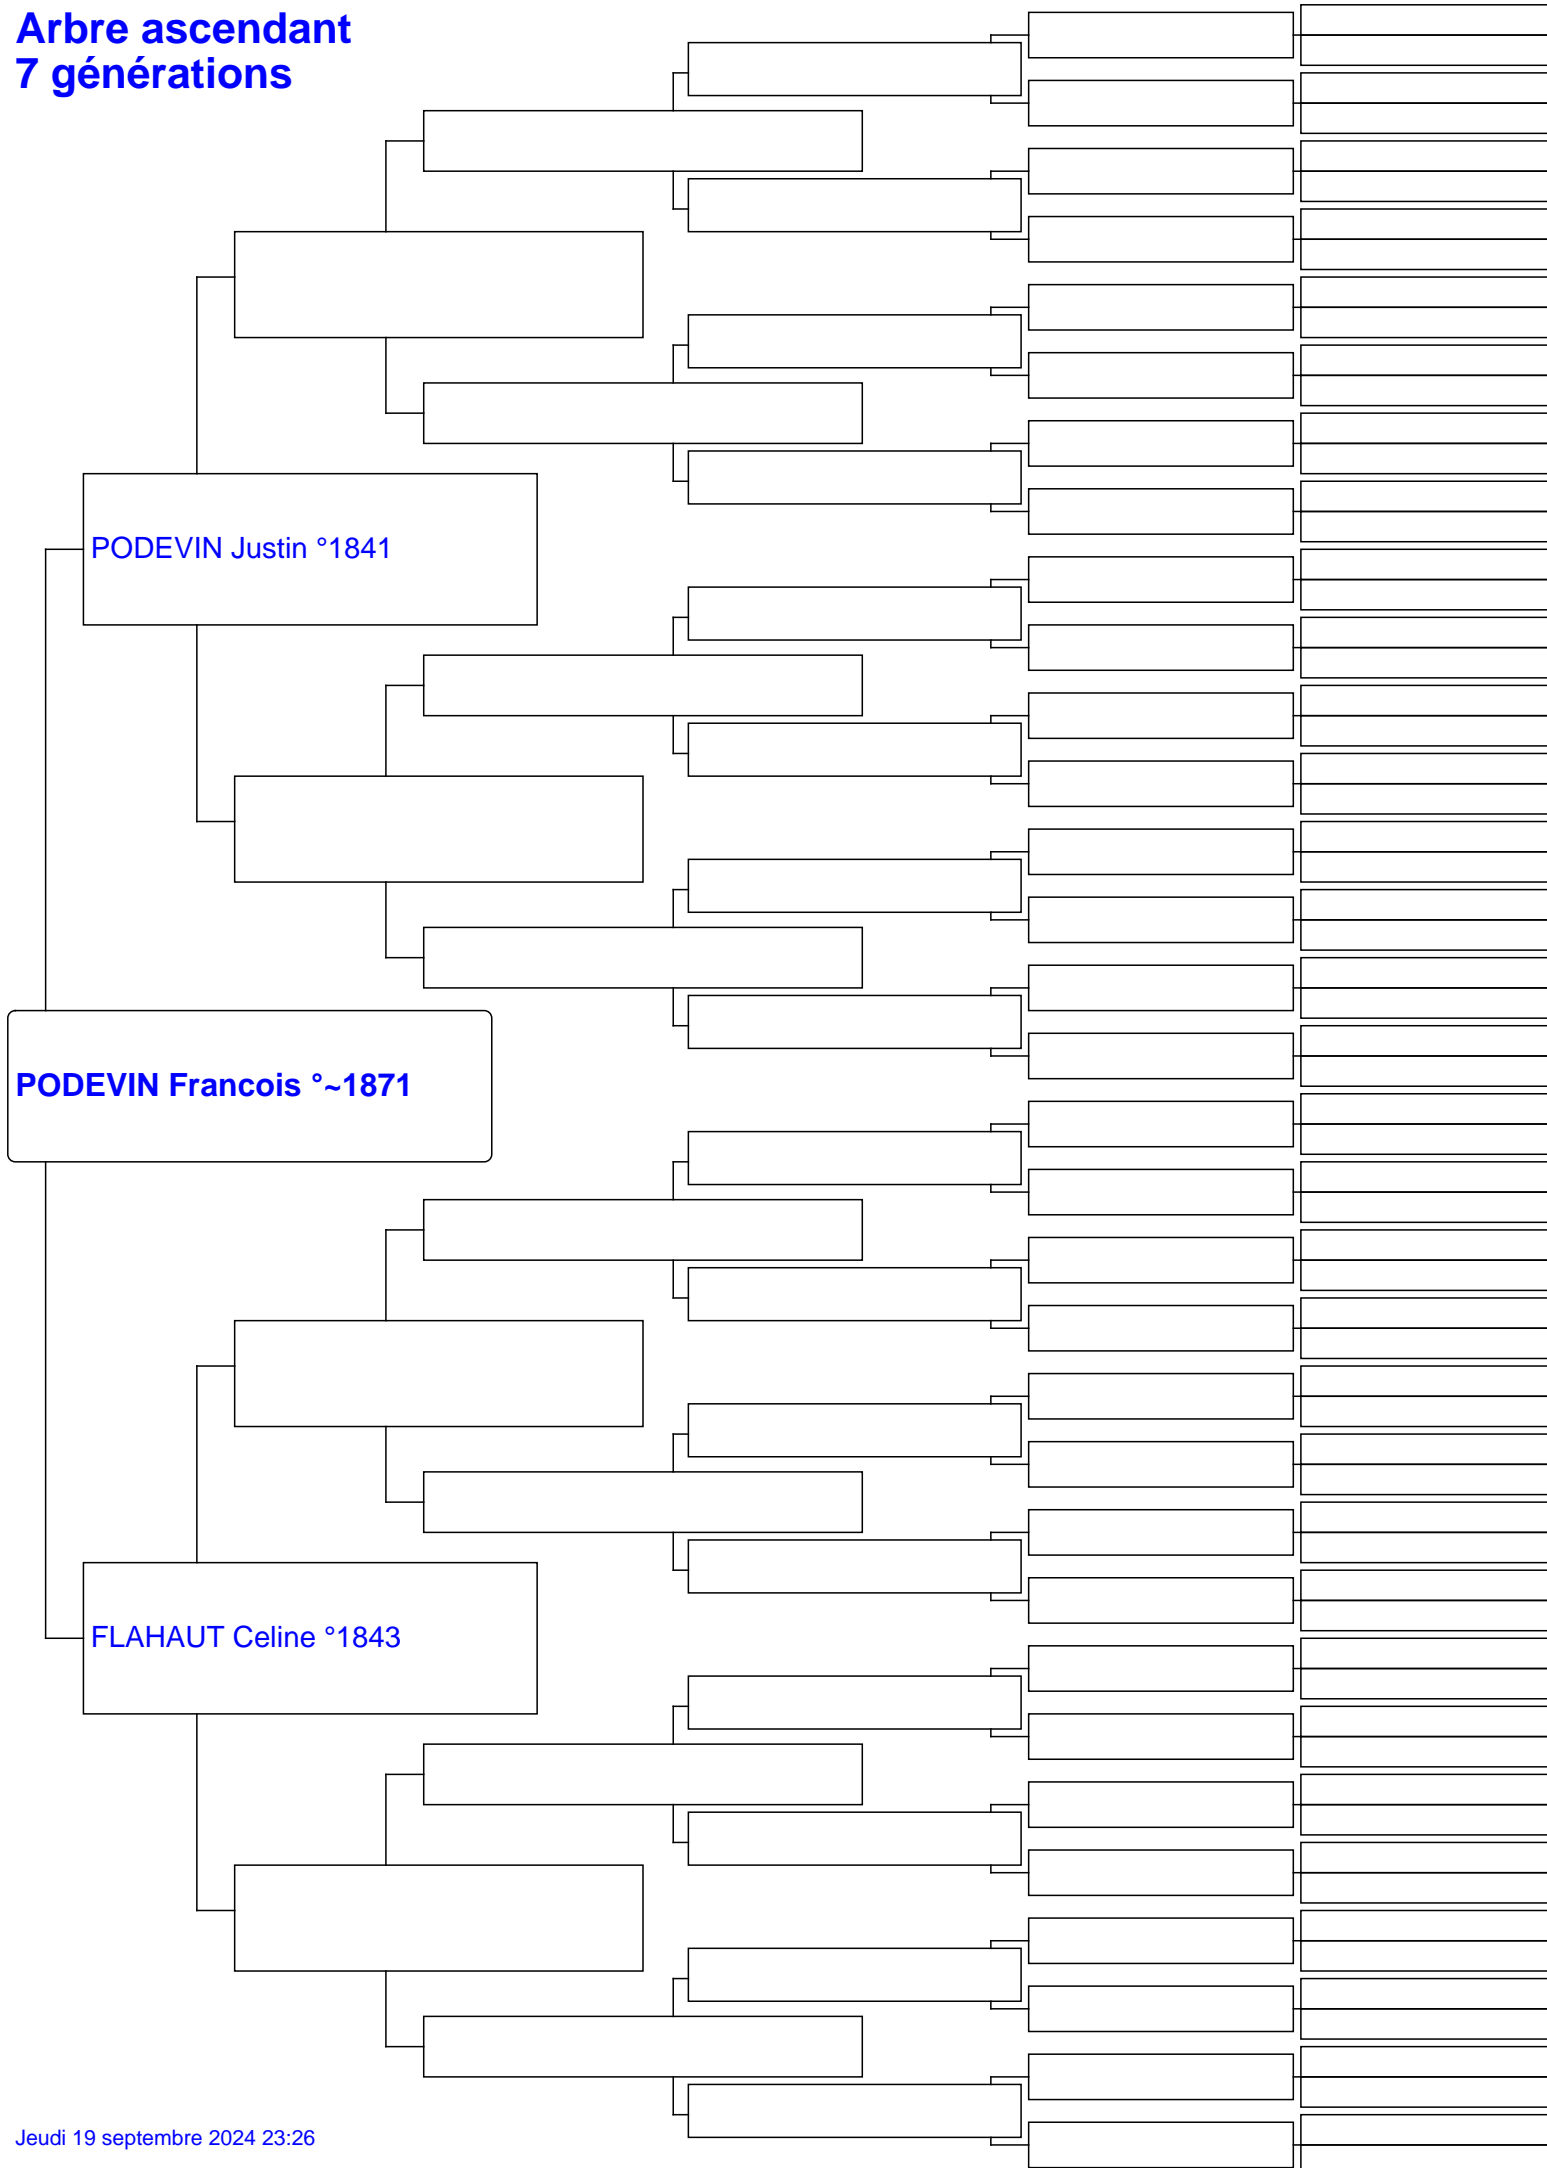 Arbre ascendant
7 générations
PODEVIN Justin °1841
PODEVIN Francois °~1871
FLAHAUT Celine °1843
Jeudi 19 septembre 2024 23:26